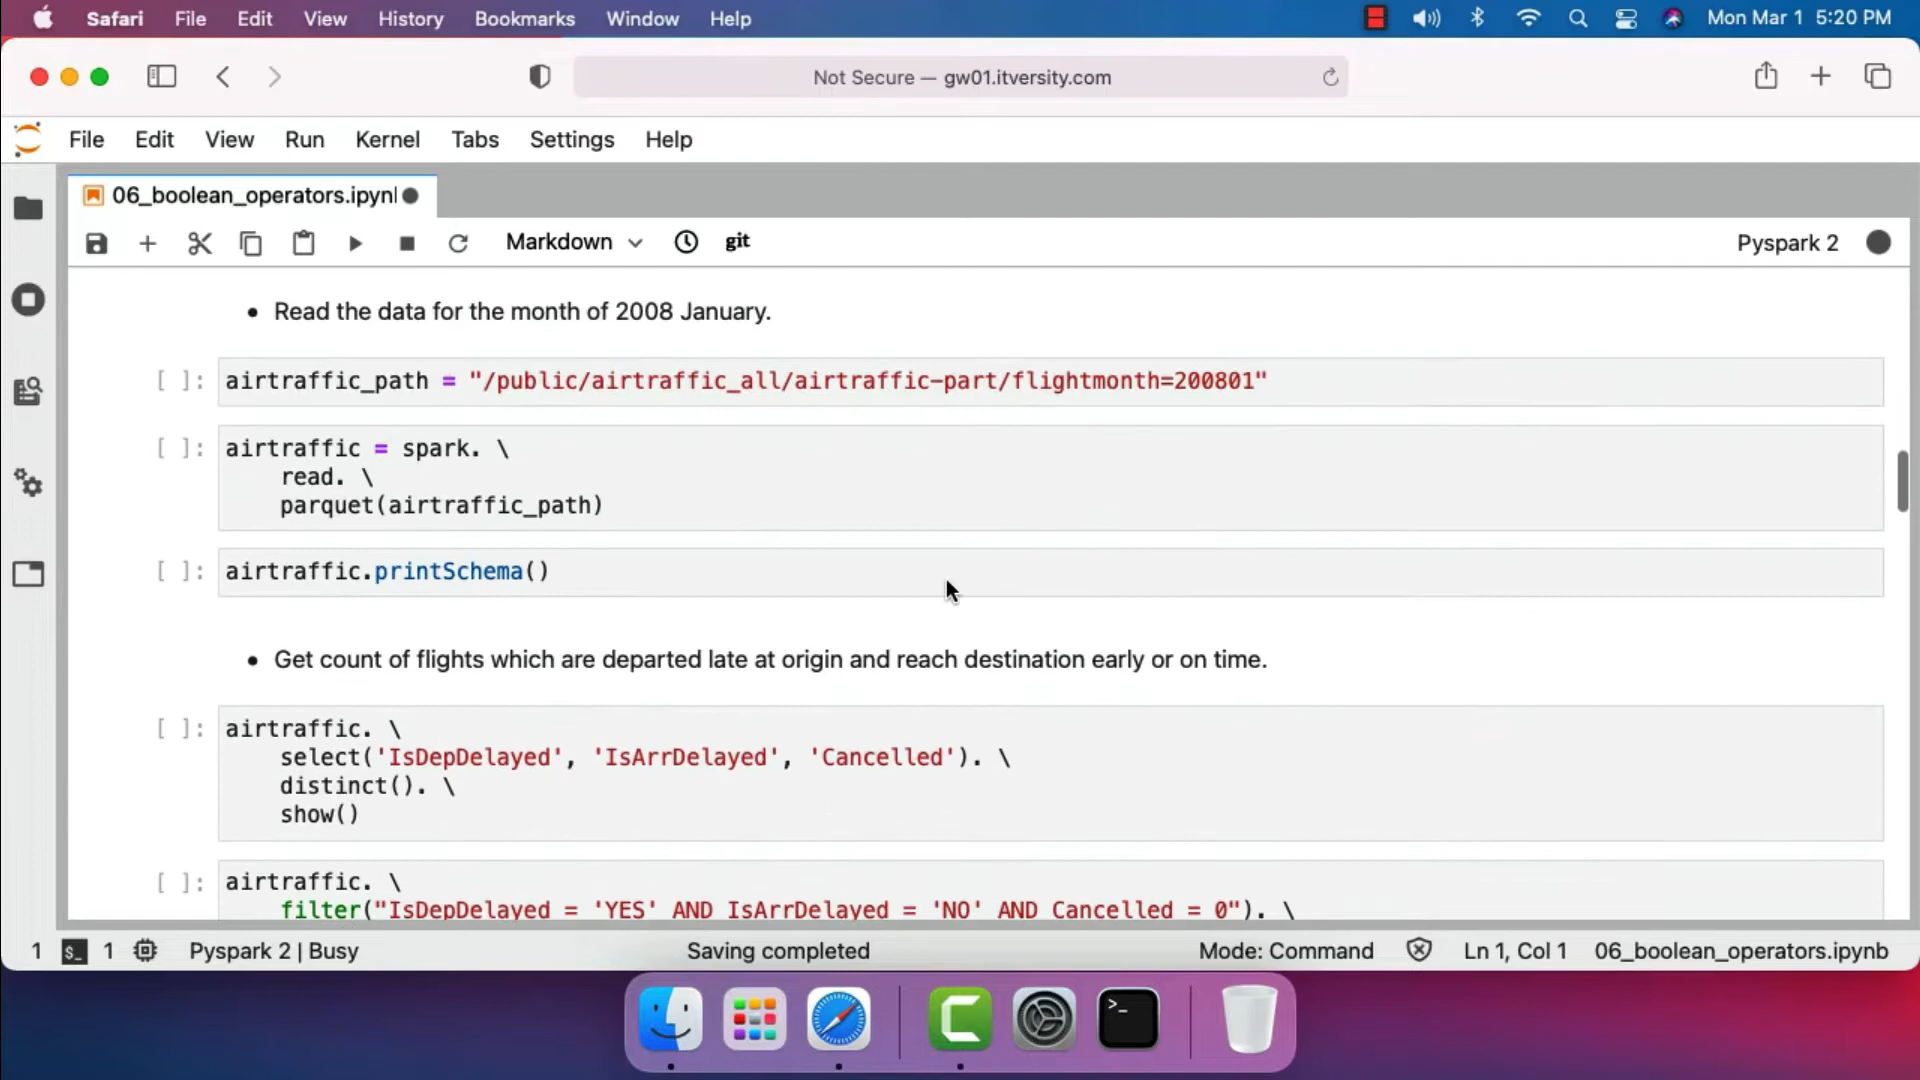 Safari File Edit View History Bookmarks Window Help Mon Mar 1 5:20 PM
Not Secure — gw01.itversity.com
File Edit View Run Kernel Tabs Settings Help
06_boolean_operators.ipynl
Markdown git Pyspark 2
• Read the data for the month of 2008 January.
[ ]: airtraffic_path = "/public/airtraffic_all/airtraffic-part/flightmonth=200801"
[ ]: airtraffic = spark. \
read. \
parquet(airtraffic_path)
[ ]: airtraffic.printSchema()
• Get count of flights which are departed late at origin and reach destination early or on time.
[ ]: airtraffic. \
select('IsDepDelayed', 'IsArrDelayed', 'Cancelled'). \
distinct(). \
show()
[ ]: airtraffic. \
filter("IsDepDelayed = 'YES' AND IsArrDelayed = 'NO' AND Cancelled = 0"). \
1 $_ 1 Pyspark 2 | Busy Saving completed Mode: Command Ln 1, Col 1 06_boolean_operators.ipynb
>_